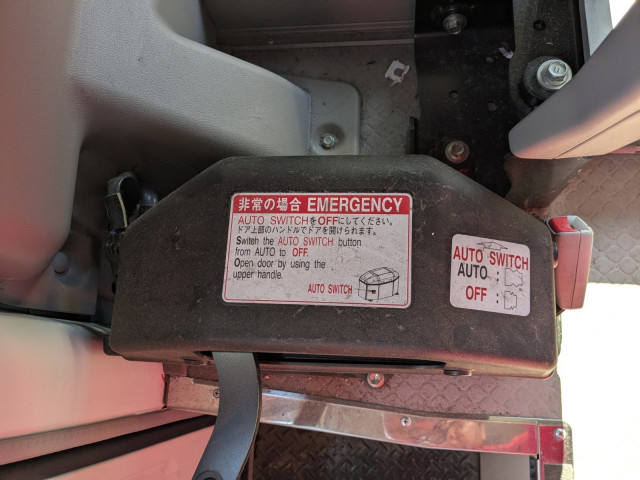 非常の場合 EMERGENCY
AUTO SWITCHをOFFにしてください。
ドア上部のハンドルでドアを開けられます。
Switch the AUTO SWITCH button
from AUTO to OFF.
Open door by using the
upper handle.
AUTO SWITCH
AUTO SWITCH
AUTO :
OFF :